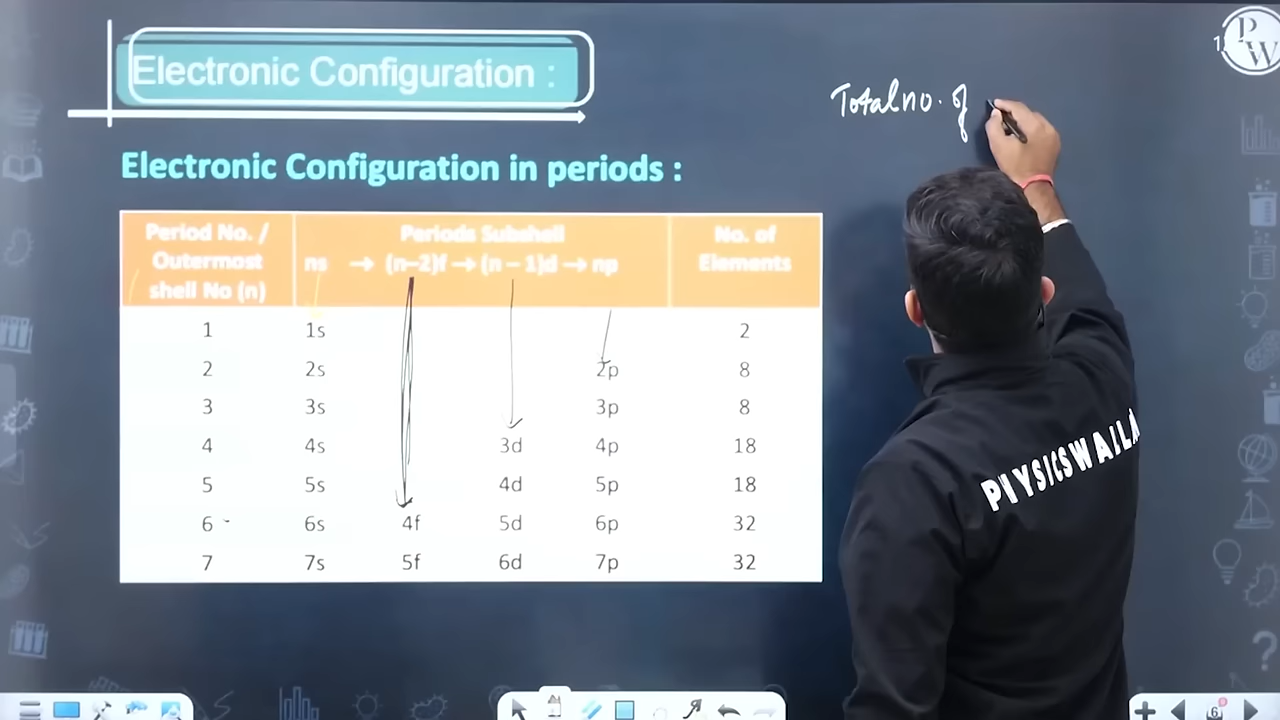 Electronic Configuration :
Total no. of
P
W
Electronic Configuration in periods :
Period No. / Outermost shell No (n)
Periods Subshell
ns → (n–2)f → (n – 1)d → np
No. of Elements
1 1s 2
2 2s 2p 8
3 3s 3p 8
4 4s 3d 4p 18
5 5s 4d 5p 18
6 6s 4f 5d 6p 32
7 7s 5f 6d 7p 32
PHYSICSWALLA
6